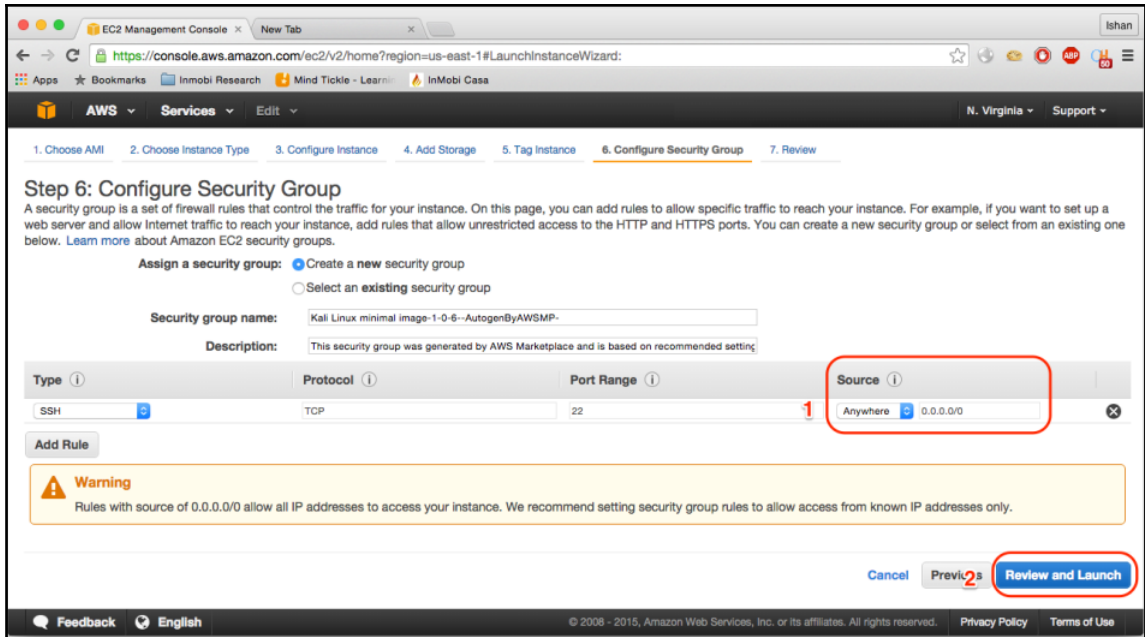 EC2 Management Console × New Tab ×
Ishan
https://console.aws.amazon.com/ec2/v2/home?region=us-east-1#LaunchInstanceWizard:
ABP
50
Apps Bookmarks Inmobi Research Mind Tickle - Learni InMobi Casa
AWS Services Edit N. Virginia Support
1. Choose AMI 2. Choose Instance Type 3. Configure Instance 4. Add Storage 5. Tag Instance 6. Configure Security Group 7. Review
Step 6: Configure Security Group
A security group is a set of firewall rules that control the traffic for your instance. On this page, you can add rules to allow specific traffic to reach your instance. For example, if you want to set up a
web server and allow Internet traffic to reach your instance, add rules that allow unrestricted access to the HTTP and HTTPS ports. You can create a new security group or select from an existing one
below. Learn more about Amazon EC2 security groups.
Assign a security group: Create a new security group
Select an existing security group
Security group name: Kali Linux minimal image-1-0-6--AutogenByAWSMP-
Description: This security group was generated by AWS Marketplace and is based on recommended setting
Type i Protocol i Port Range i Source i
SSH TCP 22 1 Anywhere 0.0.0.0/0
Add Rule
Warning
Rules with source of 0.0.0.0/0 allow all IP addresses to access your instance. We recommend setting security group rules to allow access from known IP addresses only.
Cancel Previous 2 Review and Launch
Feedback English © 2008 - 2015, Amazon Web Services, Inc. or its affiliates. All rights reserved. Privacy Policy Terms of Use